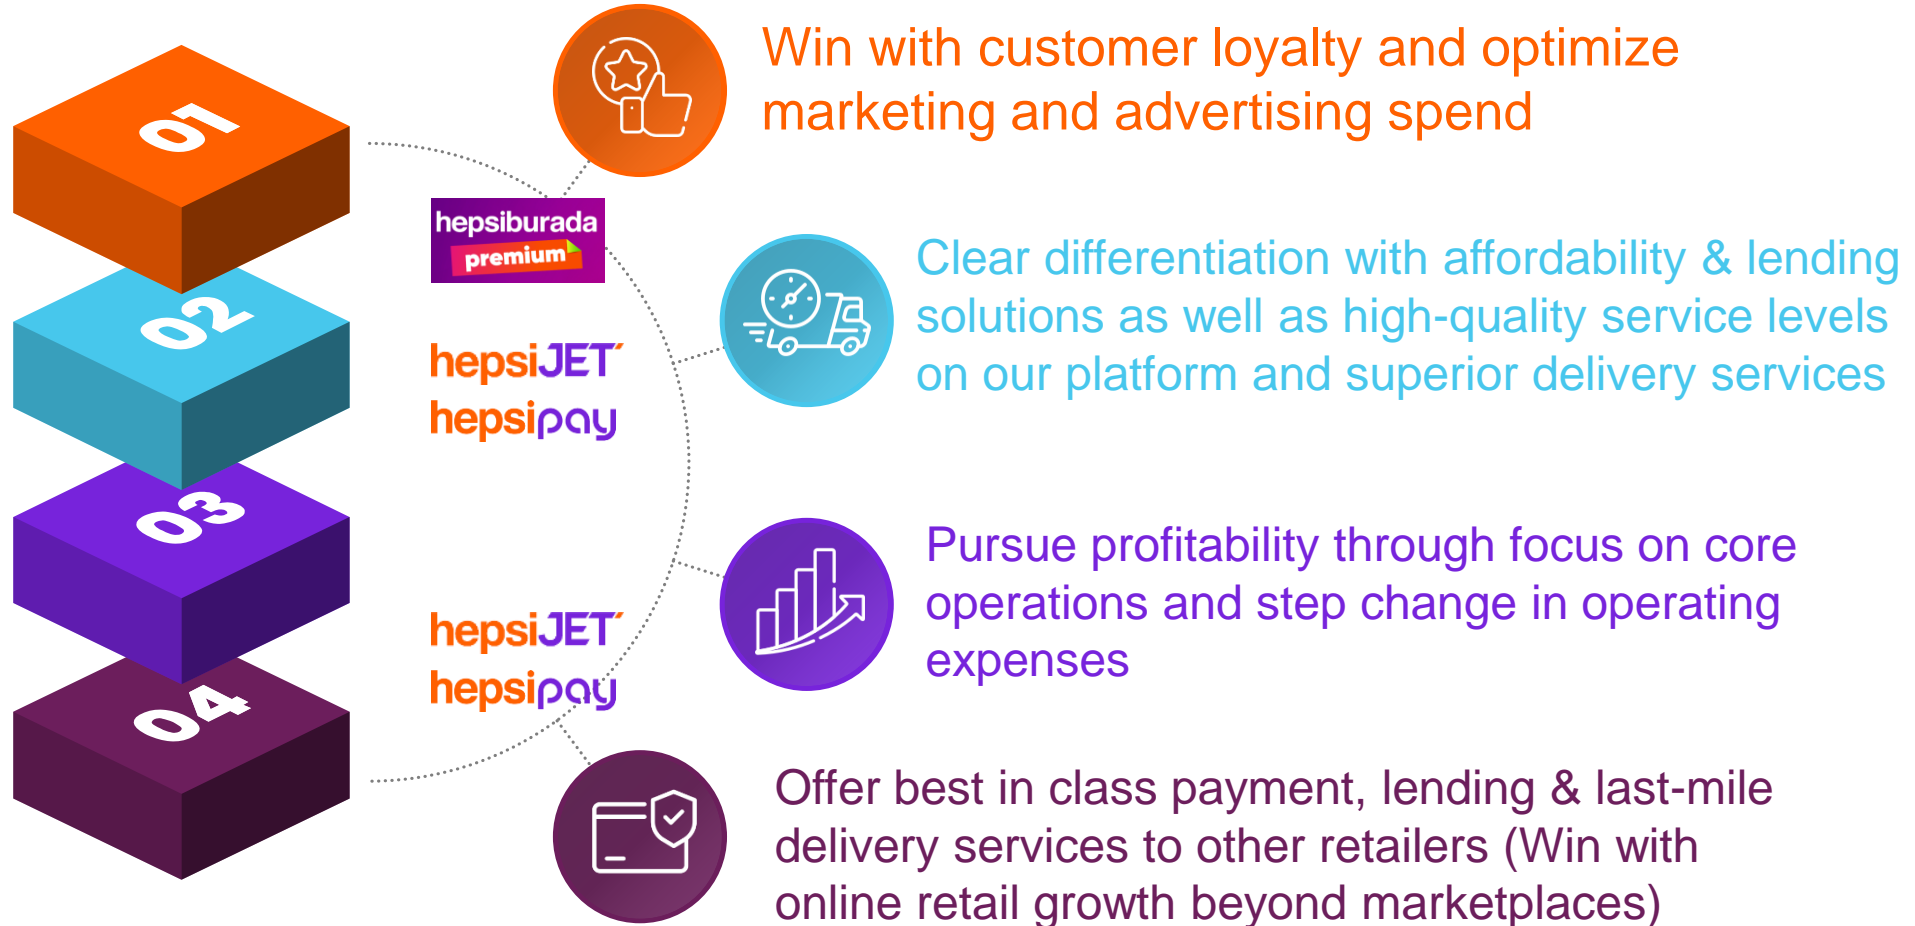 01
Win with customer loyalty and optimize
marketing and advertising spend
hepsiburada
premium
02
Clear differentiation with affordability & lending
solutions as well as high-quality service levels
on our platform and superior delivery services
hepsiJET
hepsipay
03
Pursue profitability through focus on core
operations and step change in operating
expenses
hepsiJET
hepsipay
04
Offer best in class payment, lending & last-mile
delivery services to other retailers (Win with
online retail growth beyond marketplaces)